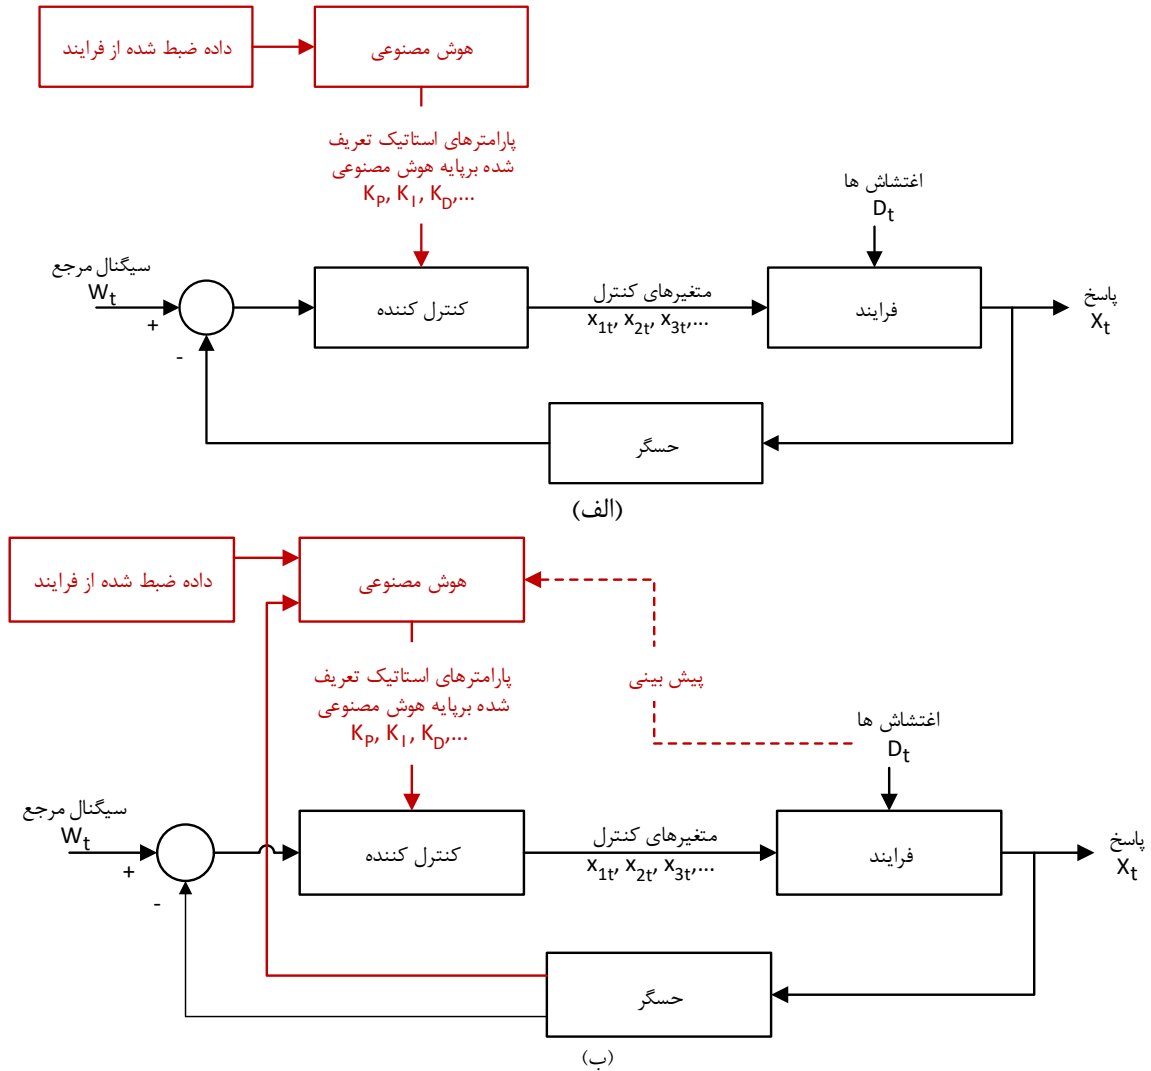 داده ضبط شده از فرایند
هوش مصنوعی
پارامترهای استاتیک تعریف
شده برپایه هوش مصنوعی
K_P, K_I, K_D,...
اغتشاش ها
D_t
سیگنال مرجع
W_t
+
-
کنترل کننده
متغیرهای کنترل
x_1t, x_2t, x_3t,...
فرایند
پاسخ
X_t
حسگر
(الف)
داده ضبط شده از فرایند
هوش مصنوعی
پارامترهای استاتیک تعریف
شده برپایه هوش مصنوعی
K_P, K_I, K_D,...
پیش بینی
اغتشاش ها
D_t
سیگنال مرجع
W_t
+
-
کنترل کننده
متغیرهای کنترل
x_1t, x_2t, x_3t,...
فرایند
پاسخ
X_t
حسگر
(ب)